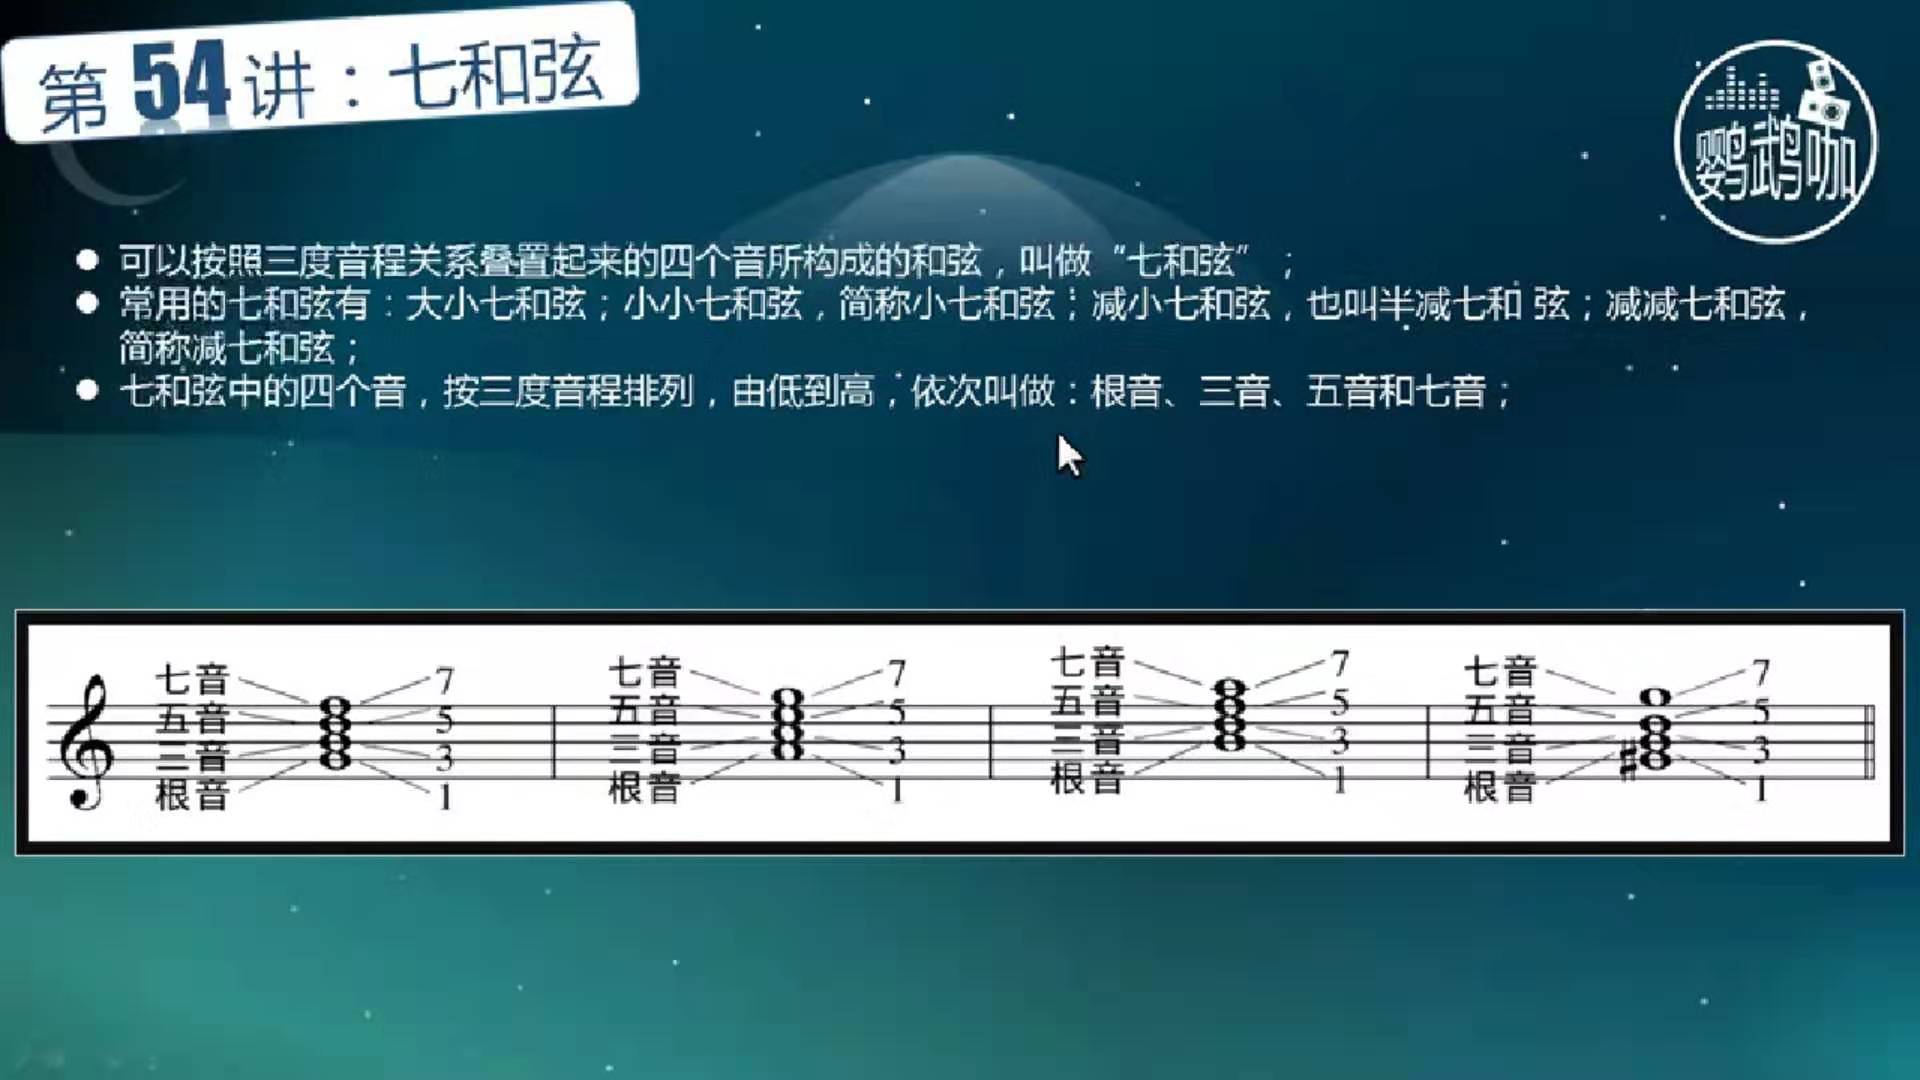 第54讲：七和弦
鹦鹉咖
● 可以按照三度音程关系叠置起来的四个音所构成的和弦，叫做“七和弦”；
● 常用的七和弦有：大小七和弦；小小七和弦，简称小七和弦；减小七和弦，也叫半减七和 弦；减减七和弦，
简称减七和弦；
● 七和弦中的四个音，按三度音程排列，由低到高，依次叫做：根音、三音、五音和七音；
七音 7
五音 5
三音 3
根音 1
七音 7
五音 5
三音 3
根音 1
七音 7
五音 5
三音 3
根音 1
七音 7
五音 5
三音 3
根音 1